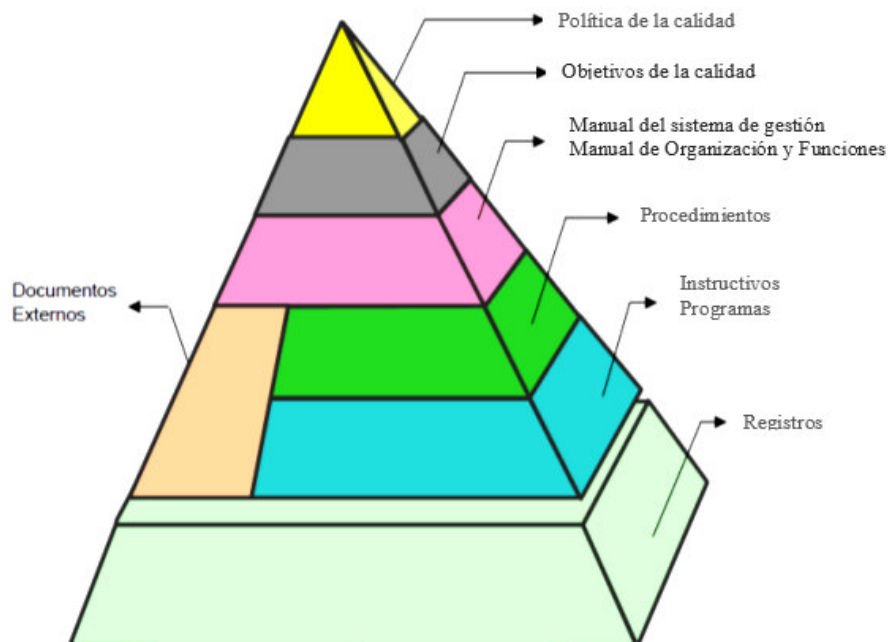 Política de la calidad
Objetivos de la calidad
Manual del sistema de gestión
Manual de Organización y Funciones
Procedimientos
Documentos
Externos
Instructivos
Programas
Registros